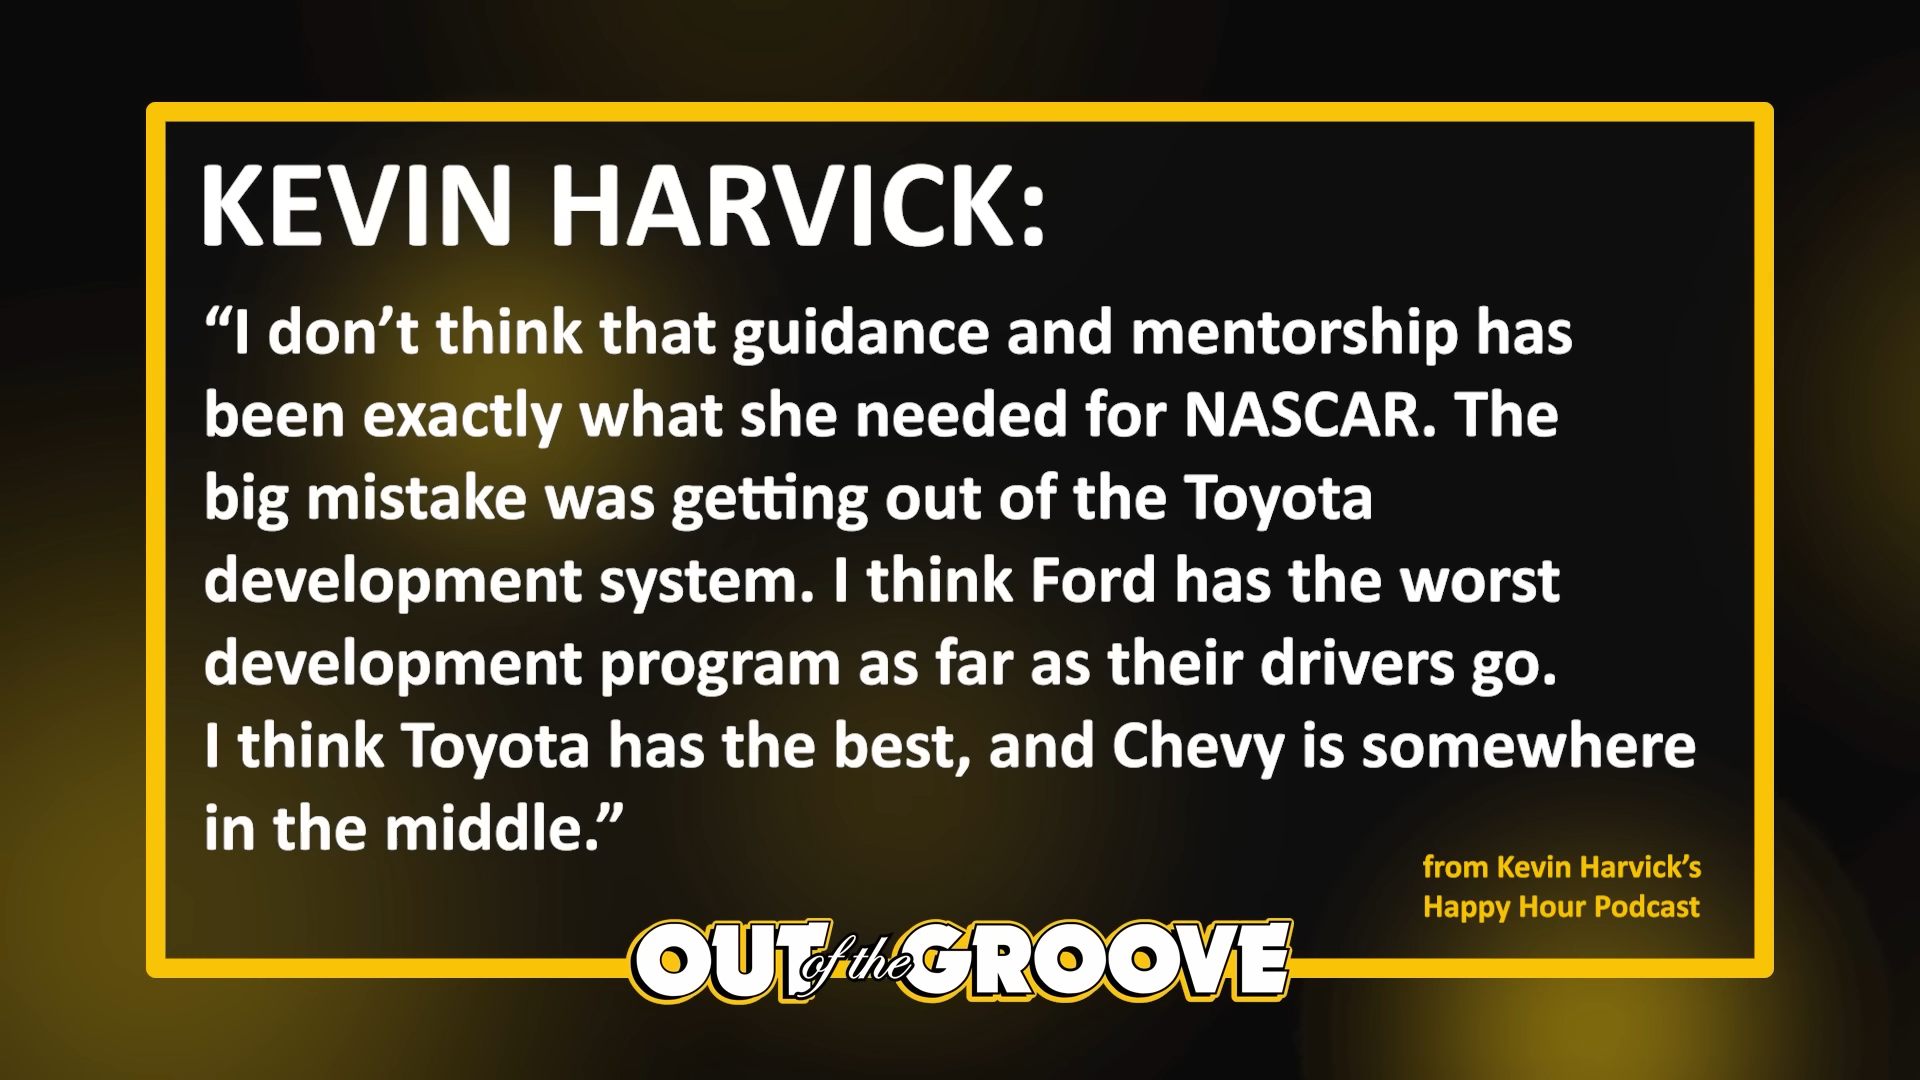 KEVIN HARVICK:
“I don’t think that guidance and mentorship has
been exactly what she needed for NASCAR. The
big mistake was getting out of the Toyota
development system. I think Ford has the worst
development program as far as their drivers go.
I think Toyota has the best, and Chevy is somewhere
in the middle.”
from Kevin Harvick’s
Happy Hour Podcast
OUT of the GROOVE